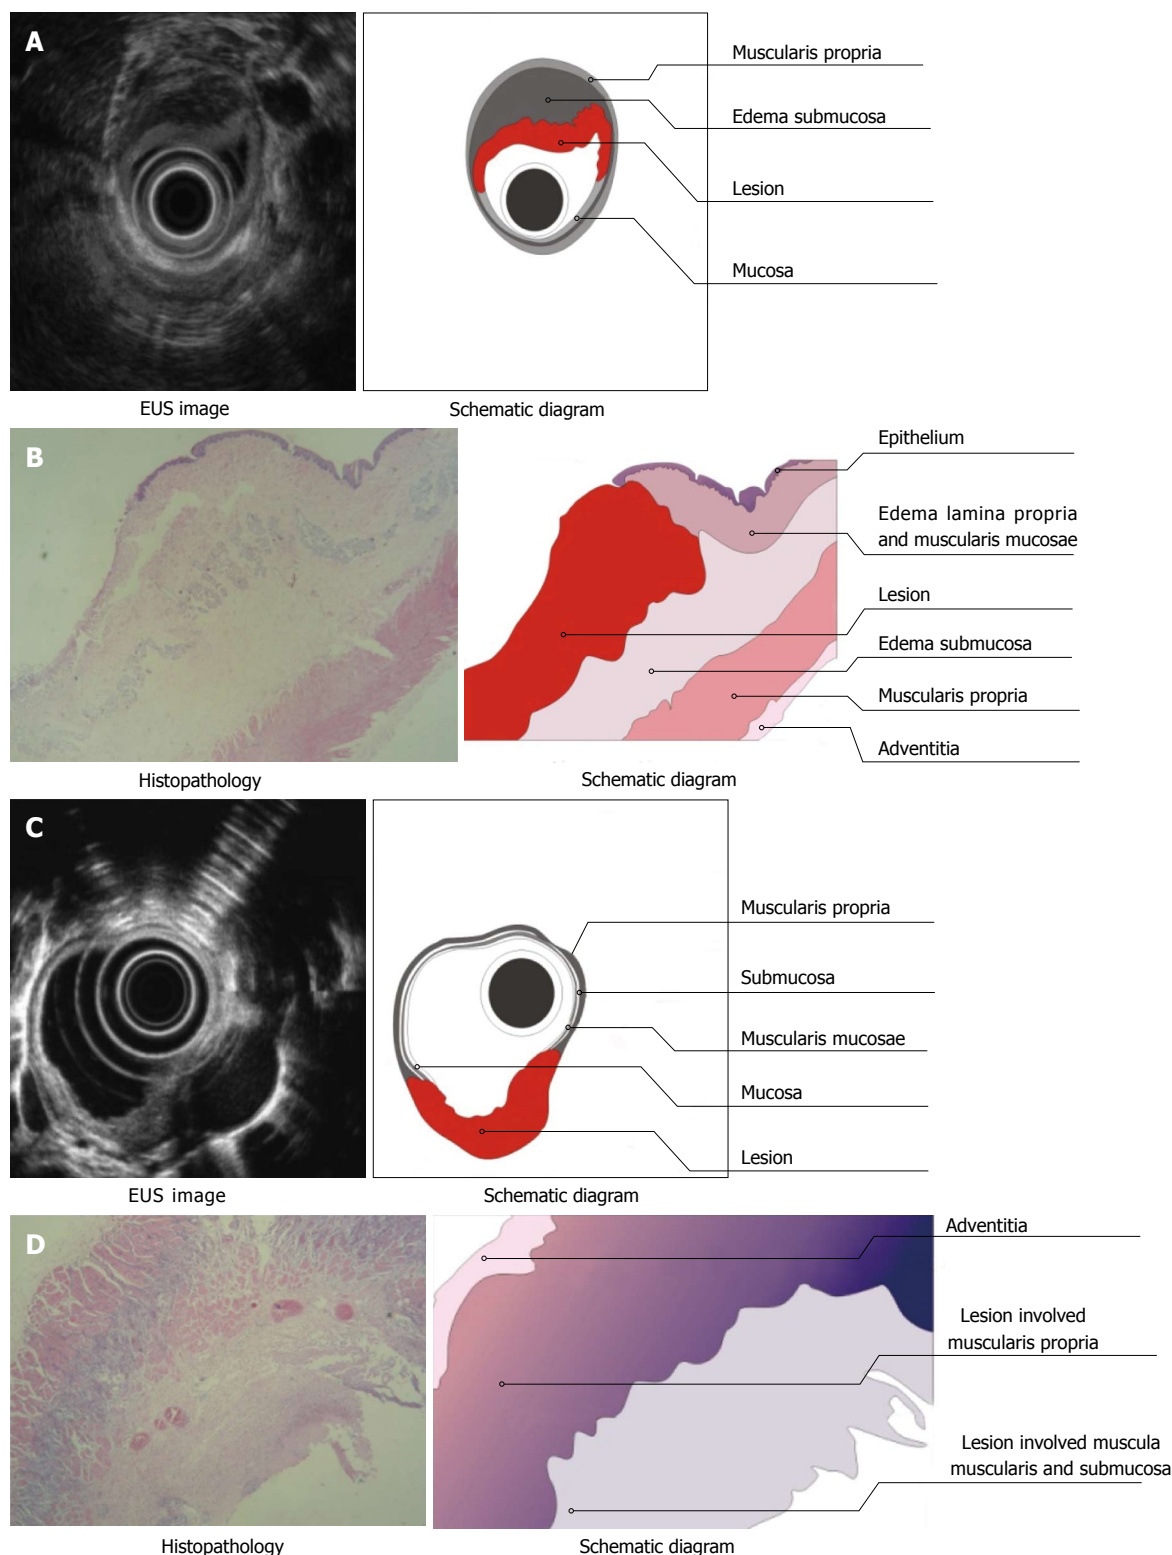 A
Muscularis propria
Edema submucosa
Lesion
Mucosa
EUS image
Schematic diagram
B
Epithelium
Edema lamina propria
and muscularis mucosae
Lesion
Edema submucosa
Muscularis propria
Adventitia
Histopathology
Schematic diagram
C
Muscularis propria
Submucosa
Muscularis mucosae
Mucosa
Lesion
EUS image
Schematic diagram
D
Adventitia
Lesion involved
muscularis propria
Lesion involved muscula
muscularis and submucosa
Histopathology
Schematic diagram